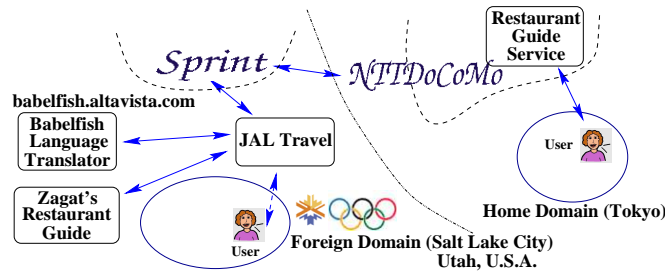 Restaurant
Guide
Service
Sprint
NTTDoCoMo
babelfish.altavista.com
Babelfish
Language
Translator
JAL Travel
User
Zagat's
Restaurant
Guide
User
Home Domain (Tokyo)
Foreign Domain (Salt Lake City)
Utah, U.S.A.